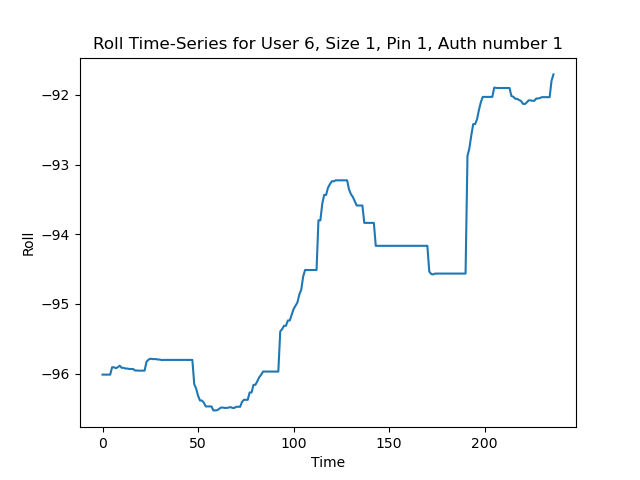 Roll Time-Series for User 6, Size 1, Pin 1, Auth number 1
−92
−93
−94
−95
−96
Roll
0 50 100 150 200
Time